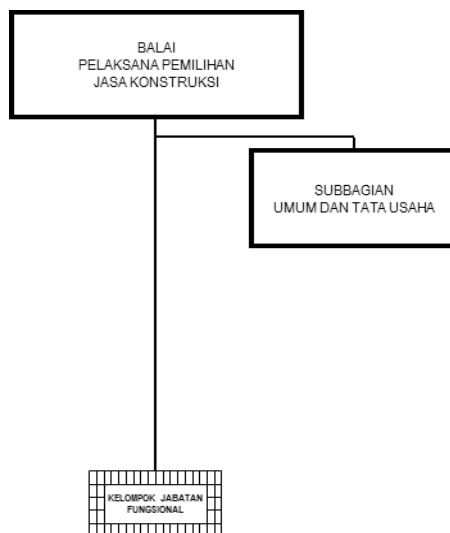 BALAI
PELAKSANA PEMILIHAN
JASA KONSTRUKSI
SUBBAGIAN
UMUM DAN TATA USAHA
KELOMPOK JABATAN
FUNGSIONAL